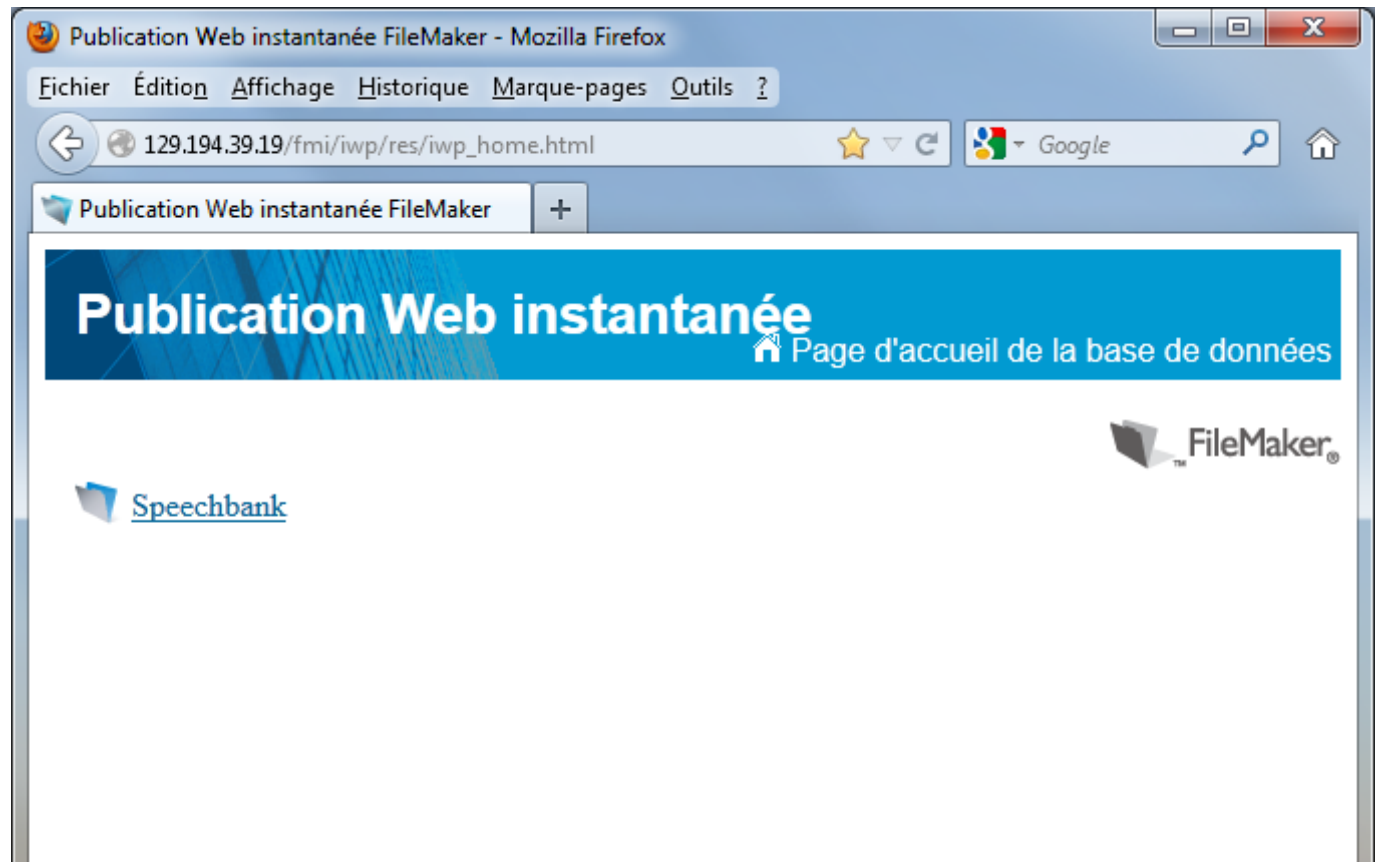 Publication Web instantanée FileMaker - Mozilla Firefox
Fichier Édition Affichage Historique Marque-pages Outils ?
129.194.39.19/fmi/iwp/res/iwp_home.html Google
Publication Web instantanée FileMaker +
Publication Web instantanée
Page d'accueil de la base de données
™ FileMaker®
Speechbank